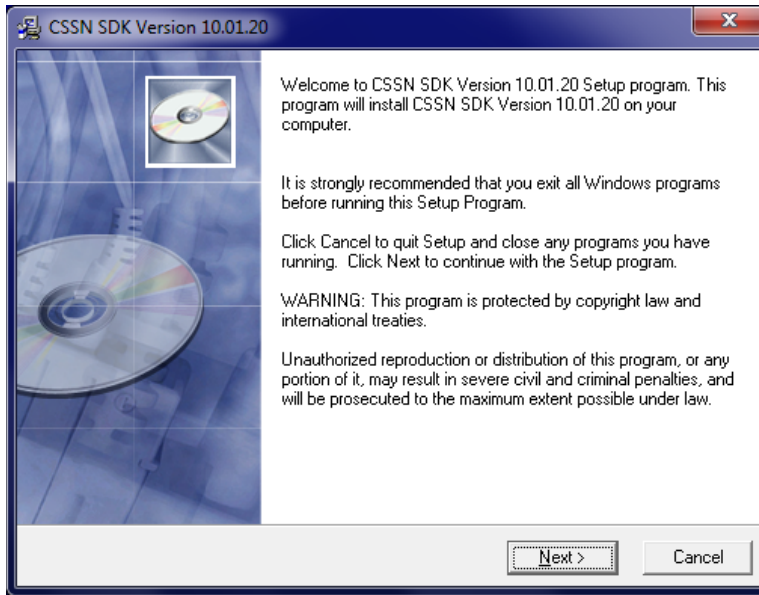 CSSN SDK Version 10.01.20
Welcome to CSSN SDK Version 10.01.20 Setup program. This
program will install CSSN SDK Version 10.01.20 on your
computer.
It is strongly recommended that you exit all Windows programs
before running this Setup Program.
Click Cancel to quit Setup and close any programs you have
running. Click Next to continue with the Setup program.
WARNING: This program is protected by copyright law and
international treaties.
Unauthorized reproduction or distribution of this program, or any
portion of it, may result in severe civil and criminal penalties, and
will be prosecuted to the maximum extent possible under law.
Next >
Cancel